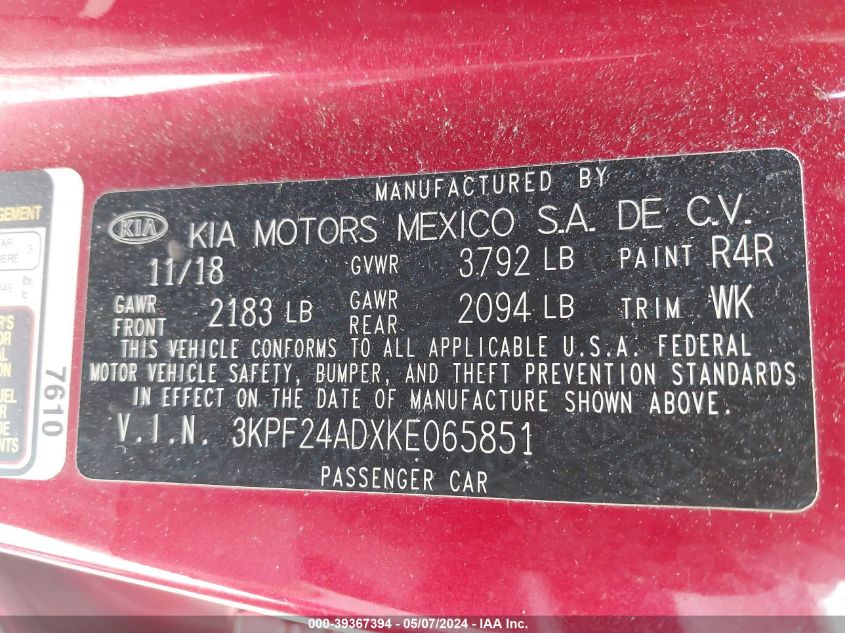 MANUFACTURED BY
KIA KIA MOTORS MEXICO S.A. DE C.V.
11/18 GVWR 3792 LB PAINT R4R
GAWR FRONT 2183 LB GAWR REAR 2094 LB TRIM WK
THIS VEHICLE CONFORMS TO ALL APPLICABLE U.S.A. FEDERAL
MOTOR VEHICLE SAFETY, BUMPER, AND THEFT PREVENTION STANDARDS
IN EFFECT ON THE DATE OF MANUFACTURE SHOWN ABOVE.
V.I.N. 3KPF24ADXKE065851
PASSENGER CAR
7610
000-39367394 - 05/07/2024 - IAA, Inc.